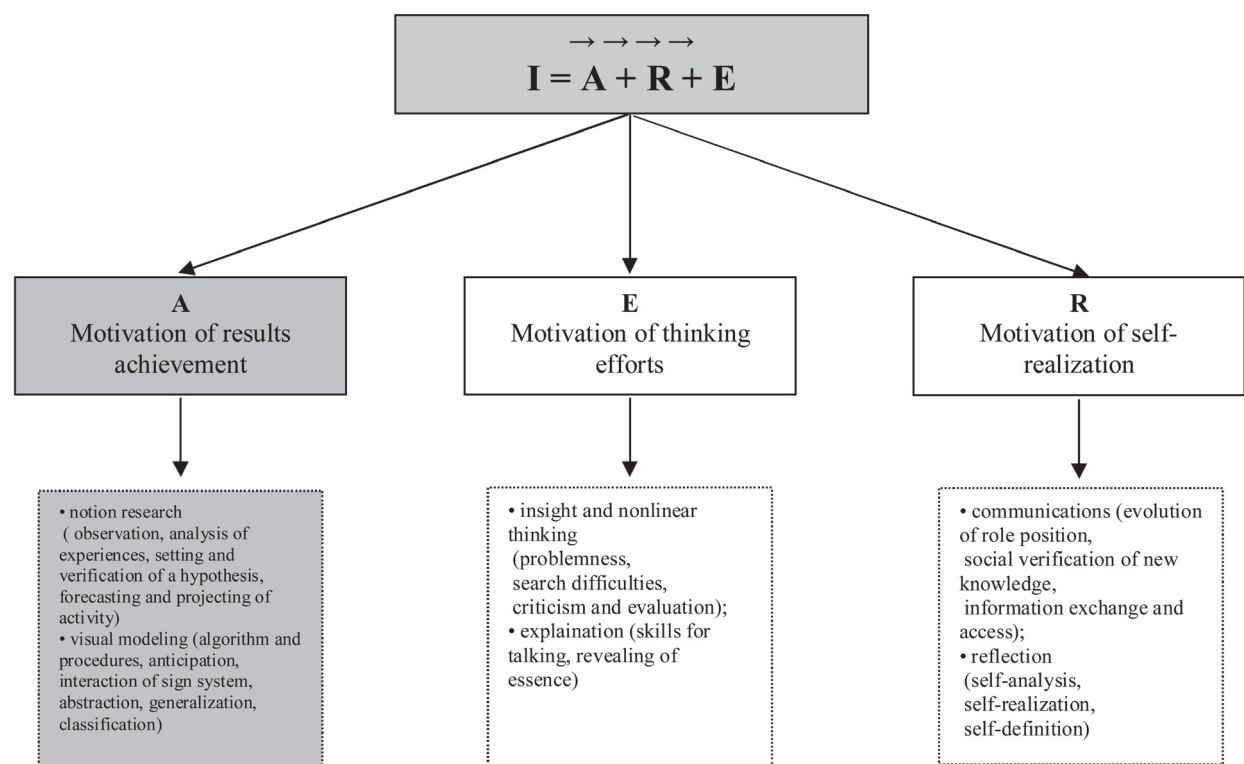 → → → →
I = A + R + E
A
Motivation of results
achievement
E
Motivation of thinking
efforts
R
Motivation of self-
realization
• notion research
( observation, analysis of
experiences, setting and
verification of a hypothesis,
forecasting and projecting of
activity)
• visual modeling (algorithm and
procedures, anticipation,
interaction of sign system,
abstraction, generalization,
classification)
• insight and nonlinear
thinking
(problemness,
search difficulties,
criticism and evaluation);
• explaination (skills for
talking, revealing of
essence)
• communications (evolution
of role position,
social verification of new
knowledge,
information exchange and
access);
• reflection
(self-analysis,
self-realization,
self-definition)